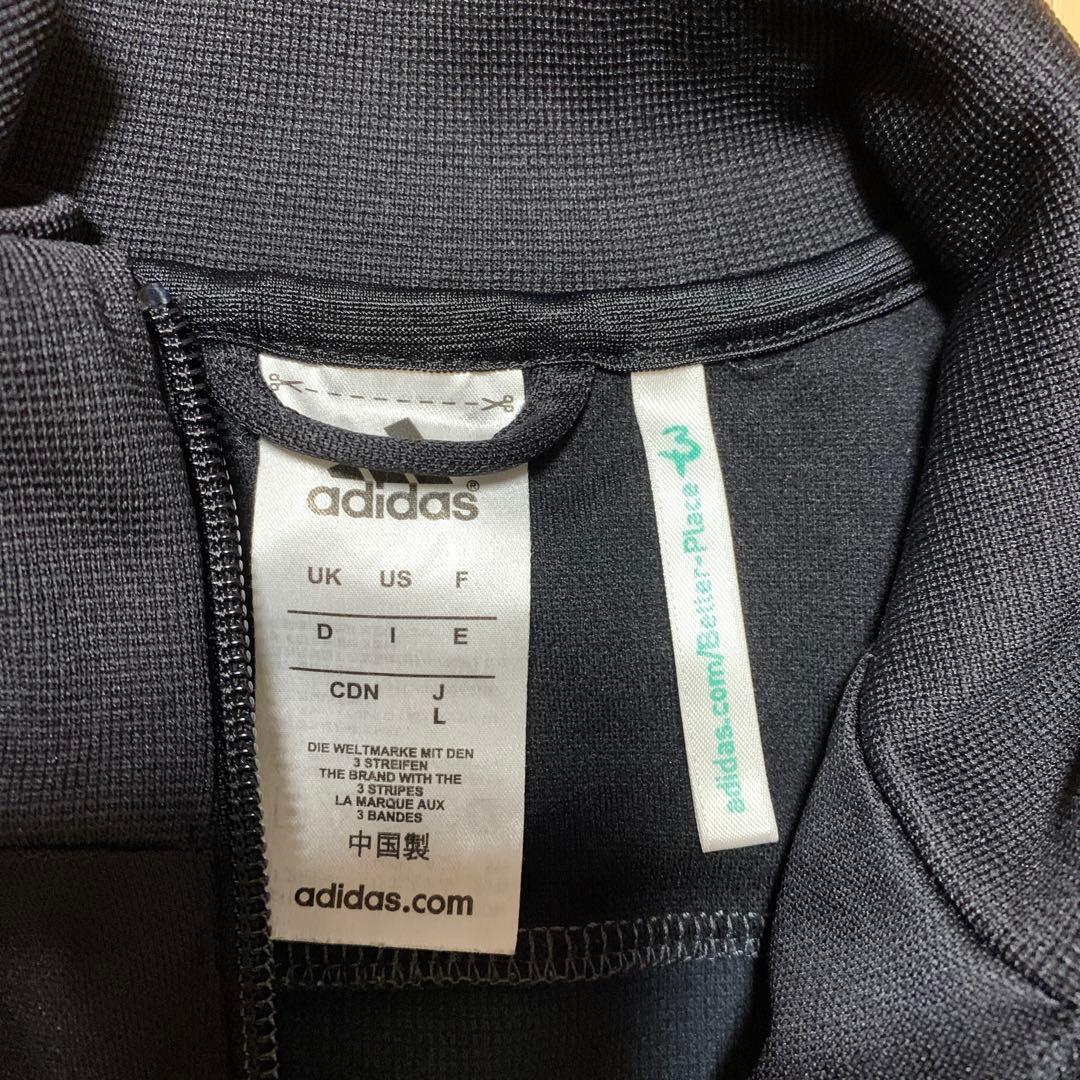 adidas®
UK US F
D I E
CDN J
L
DIE WELTMARKE MIT DEN
3 STREIFEN
THE BRAND WITH THE
3 STRIPES
LA MARQUE AUX
3 BANDES
中国製
adidas.com
adidas.com/Better-Place